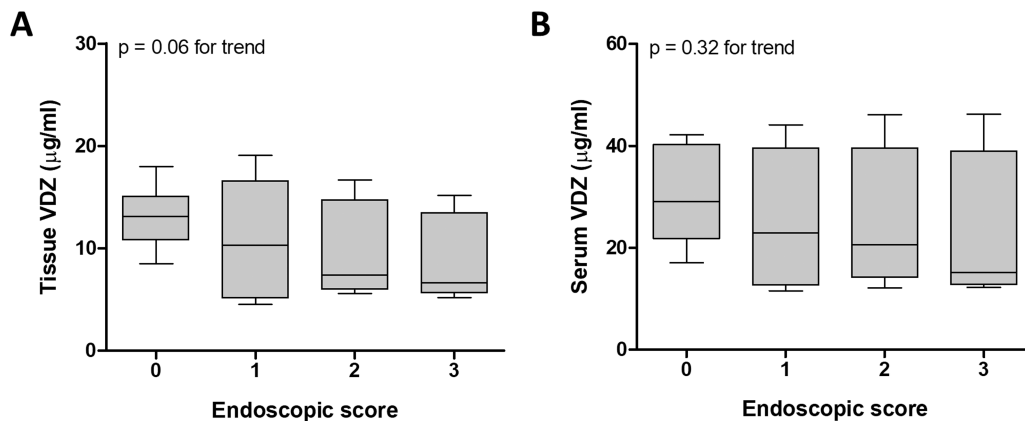 A
p = 0.06 for trend
Tissue VDZ (µg/ml)
30
20
10
0
0 1 2 3
Endoscopic score
B
p = 0.32 for trend
Serum VDZ (µg/ml)
60
40
20
0
0 1 2 3
Endoscopic score